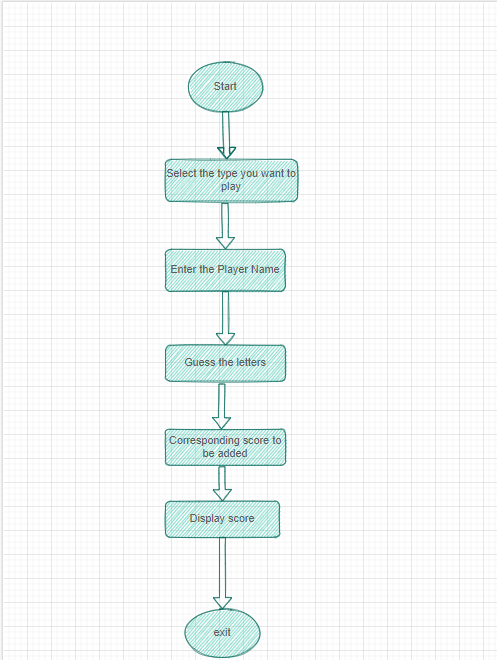 Start
Select the type you want to
play
Enter the Player Name
Guess the letters
Corresponding score to
be added
Display score
exit